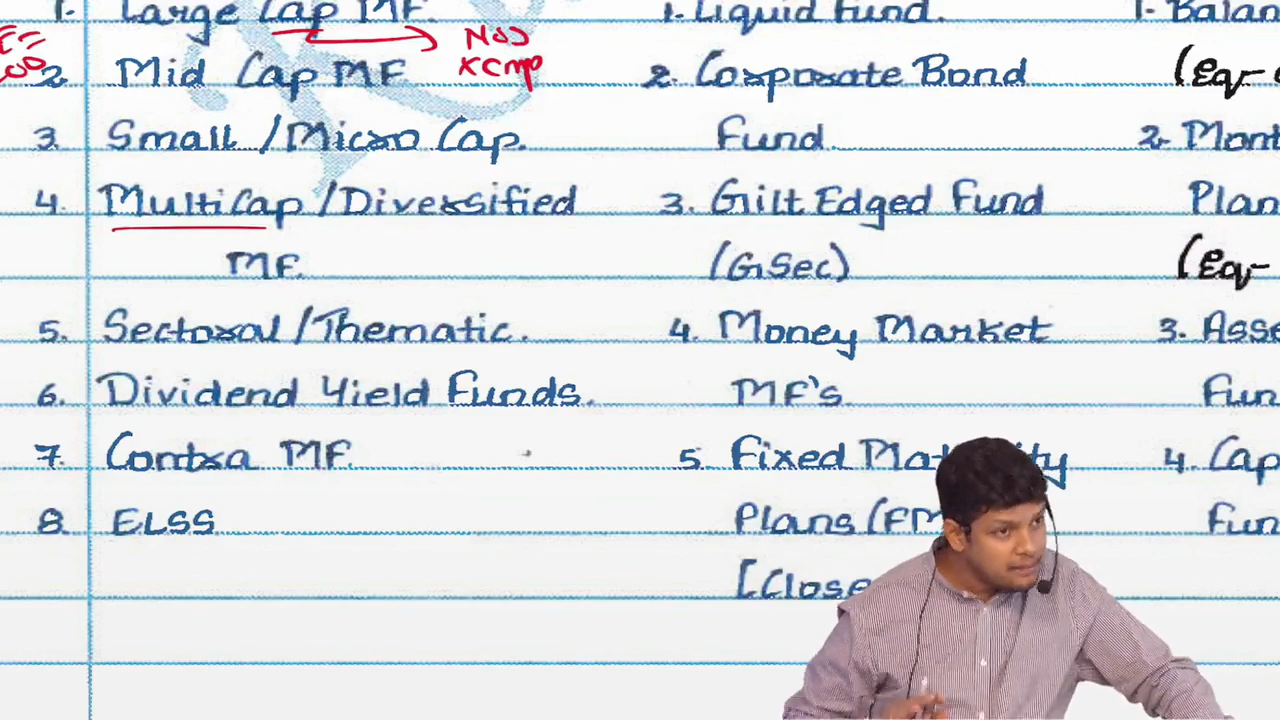 1. Large Cap MF.
2. Mid Cap MF
3. Small / Micro Cap.
4. Multicap / Diversified
MF.
5. Sectoral / Thematic.
6. Dividend Yield Funds.
7. Contra MF.
8. ELSS
1. Liquid Fund.
2. Corporate Bond
Fund.
3. Gilt Edged Fund
(GSec)
4. Money Market
MF's.
5. Fixed Mat ty
Plans (FM
[Close
1. Balan
(Eq-
2. Mont
Plan
(Eq-
3. Asse
Fun
4. Cap
Fun